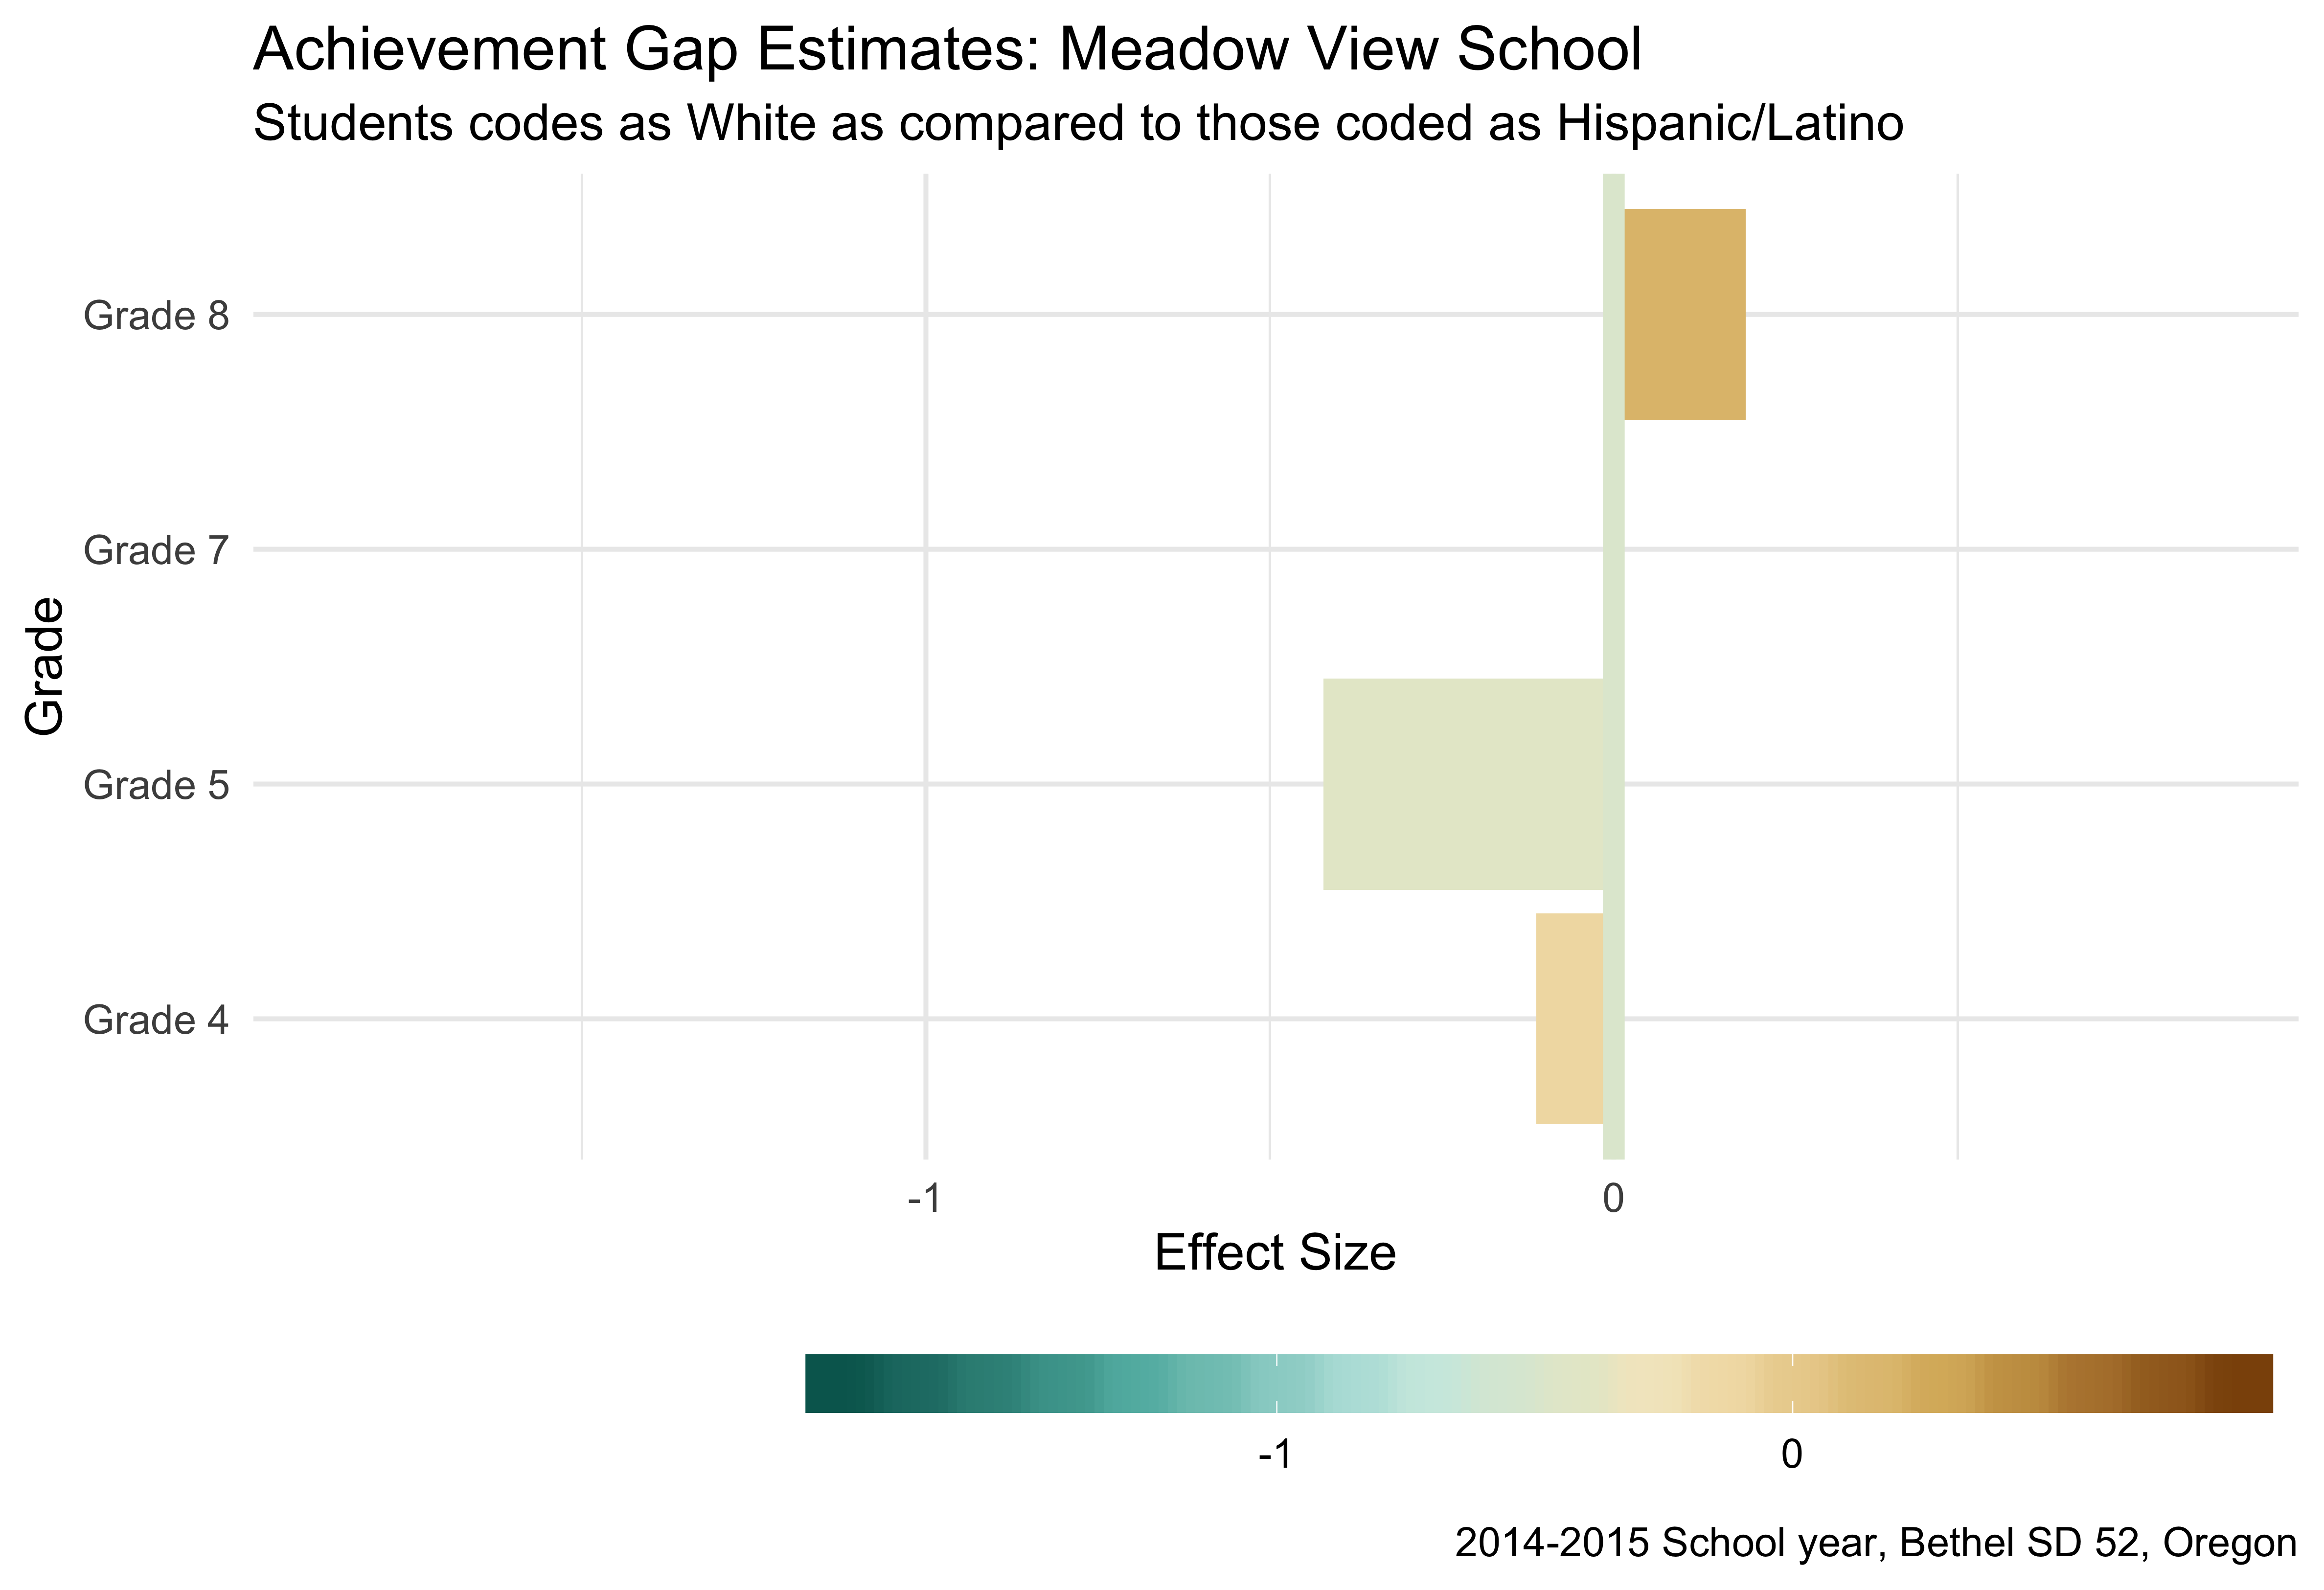 Achievement Gap Estimates: Meadow View School
Students codes as White as compared to those coded as Hispanic/Latino
Grade
Grade 8
Grade 7
Grade 5
Grade 4
-1 0
Effect Size
-1 0
2014-2015 School year, Bethel SD 52, Oregon